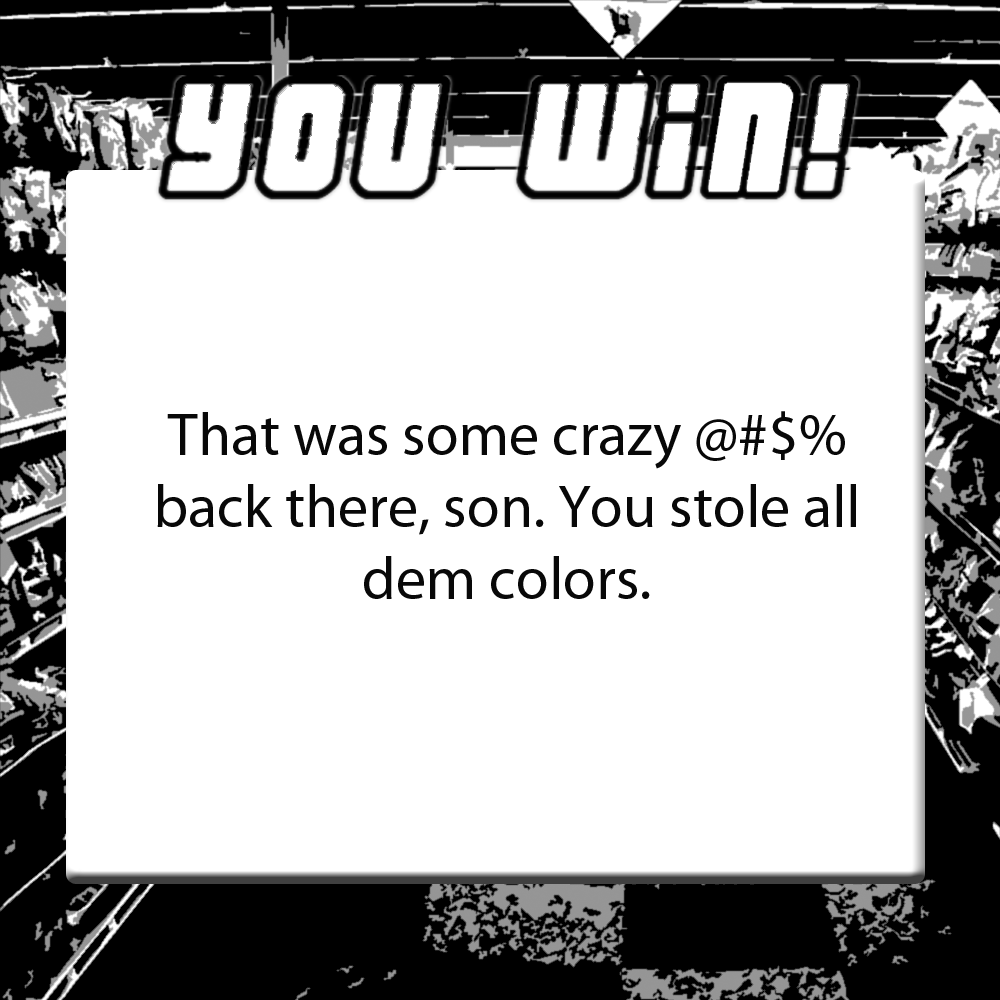 YOU WiN!
That was some crazy @#$%
back there, son. You stole all
dem colors.